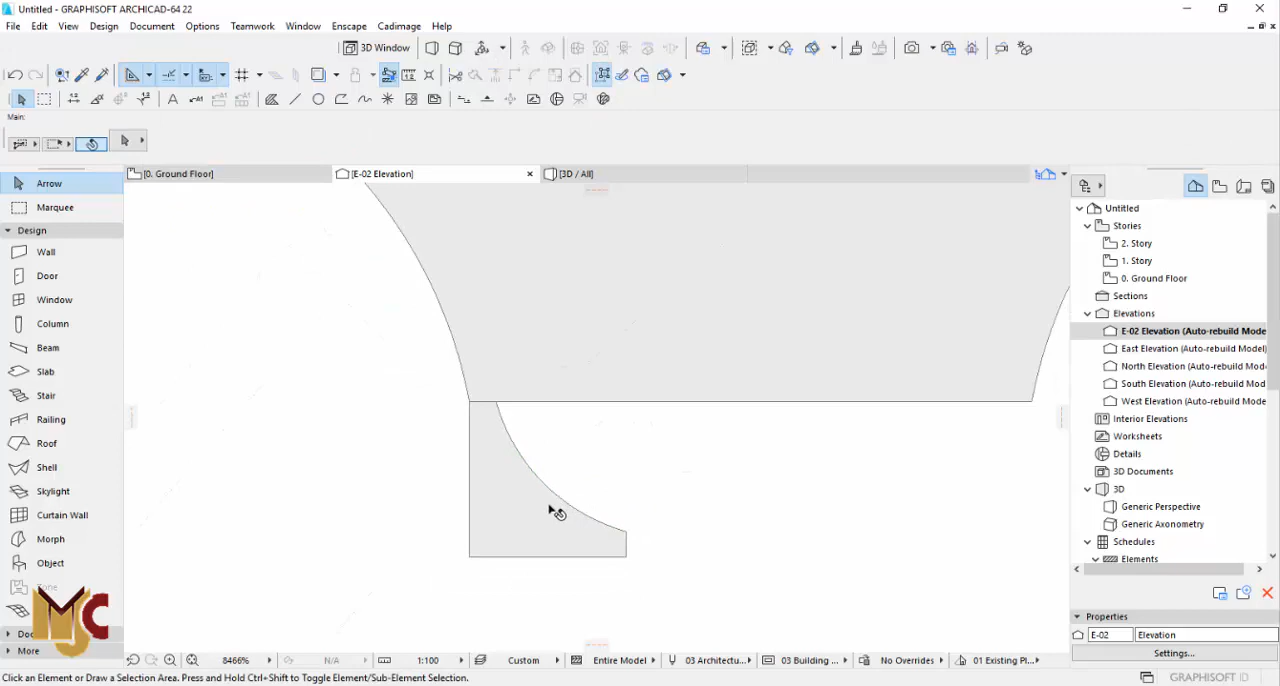 Untitled - GRAPHISOFT ARCHICAD-64 22
File Edit View Design Document Options Teamwork Window Enscape Cadimage Help
3D Window
Main:
[0. Ground Floor]
[E-02 Elevation]
[3D / All]
Arrow
Marquee
Design
Wall
Door
Window
Column
Beam
Slab
Stair
Railing
Roof
Shell
Skylight
Curtain Wall
Morph
Object
Zone
Do
More
MSC
Untitled
Stories
2. Story
1. Story
0. Ground Floor
Sections
Elevations
E-02 Elevation (Auto-rebuild Mode
East Elevation (Auto-rebuild Model)
North Elevation (Auto-rebuild Mod
South Elevation (Auto-rebuild Mod
West Elevation (Auto-rebuild Mode
Interior Elevations
Worksheets
Details
3D Documents
3D
Generic Perspective
Generic Axonometry
Schedules
Elements
Properties
E-02 Elevation
Settings...
8466% N/A 1:100 Custom Entire Model 03 Architectu... 03 Building ... No Overrides 01 Existing Pl...
Click an Element or Draw a Selection Area. Press and Hold Ctrl+Shift to Toggle Element/Sub-Element Selection.
GRAPHISOFT ID